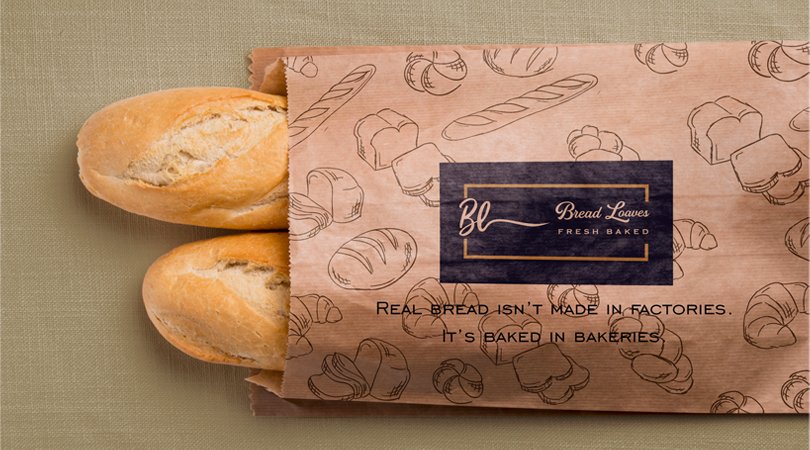 Bl
Bread Loaves
FRESH BAKED
Real bread isn't made in factories.
It's baked in bakeries.